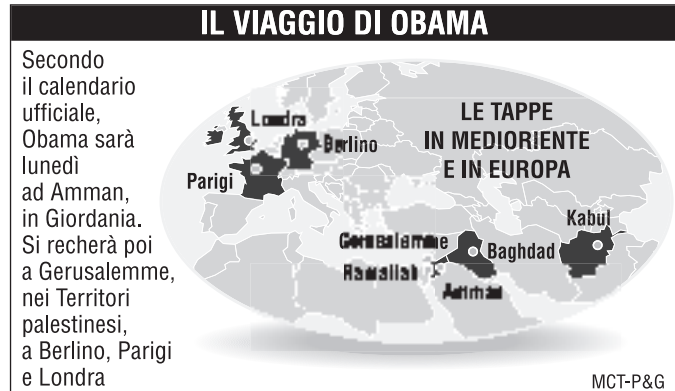 IL VIAGGIO DI OBAMA
Secondo
il calendario
ufficiale,
Obama sarà
lunedì
ad Amman,
in Giordania.
Si recherà poi
a Gerusalemme,
nei Territori
palestinesi,
a Berlino, Parigi
e Londra
LE TAPPE
IN MEDIORIENTE
E IN EUROPA
Londra
Berlino
Parigi
Kabul
Gerusalemme
Baghdad
Ramallah
Amman
MCT-P&G